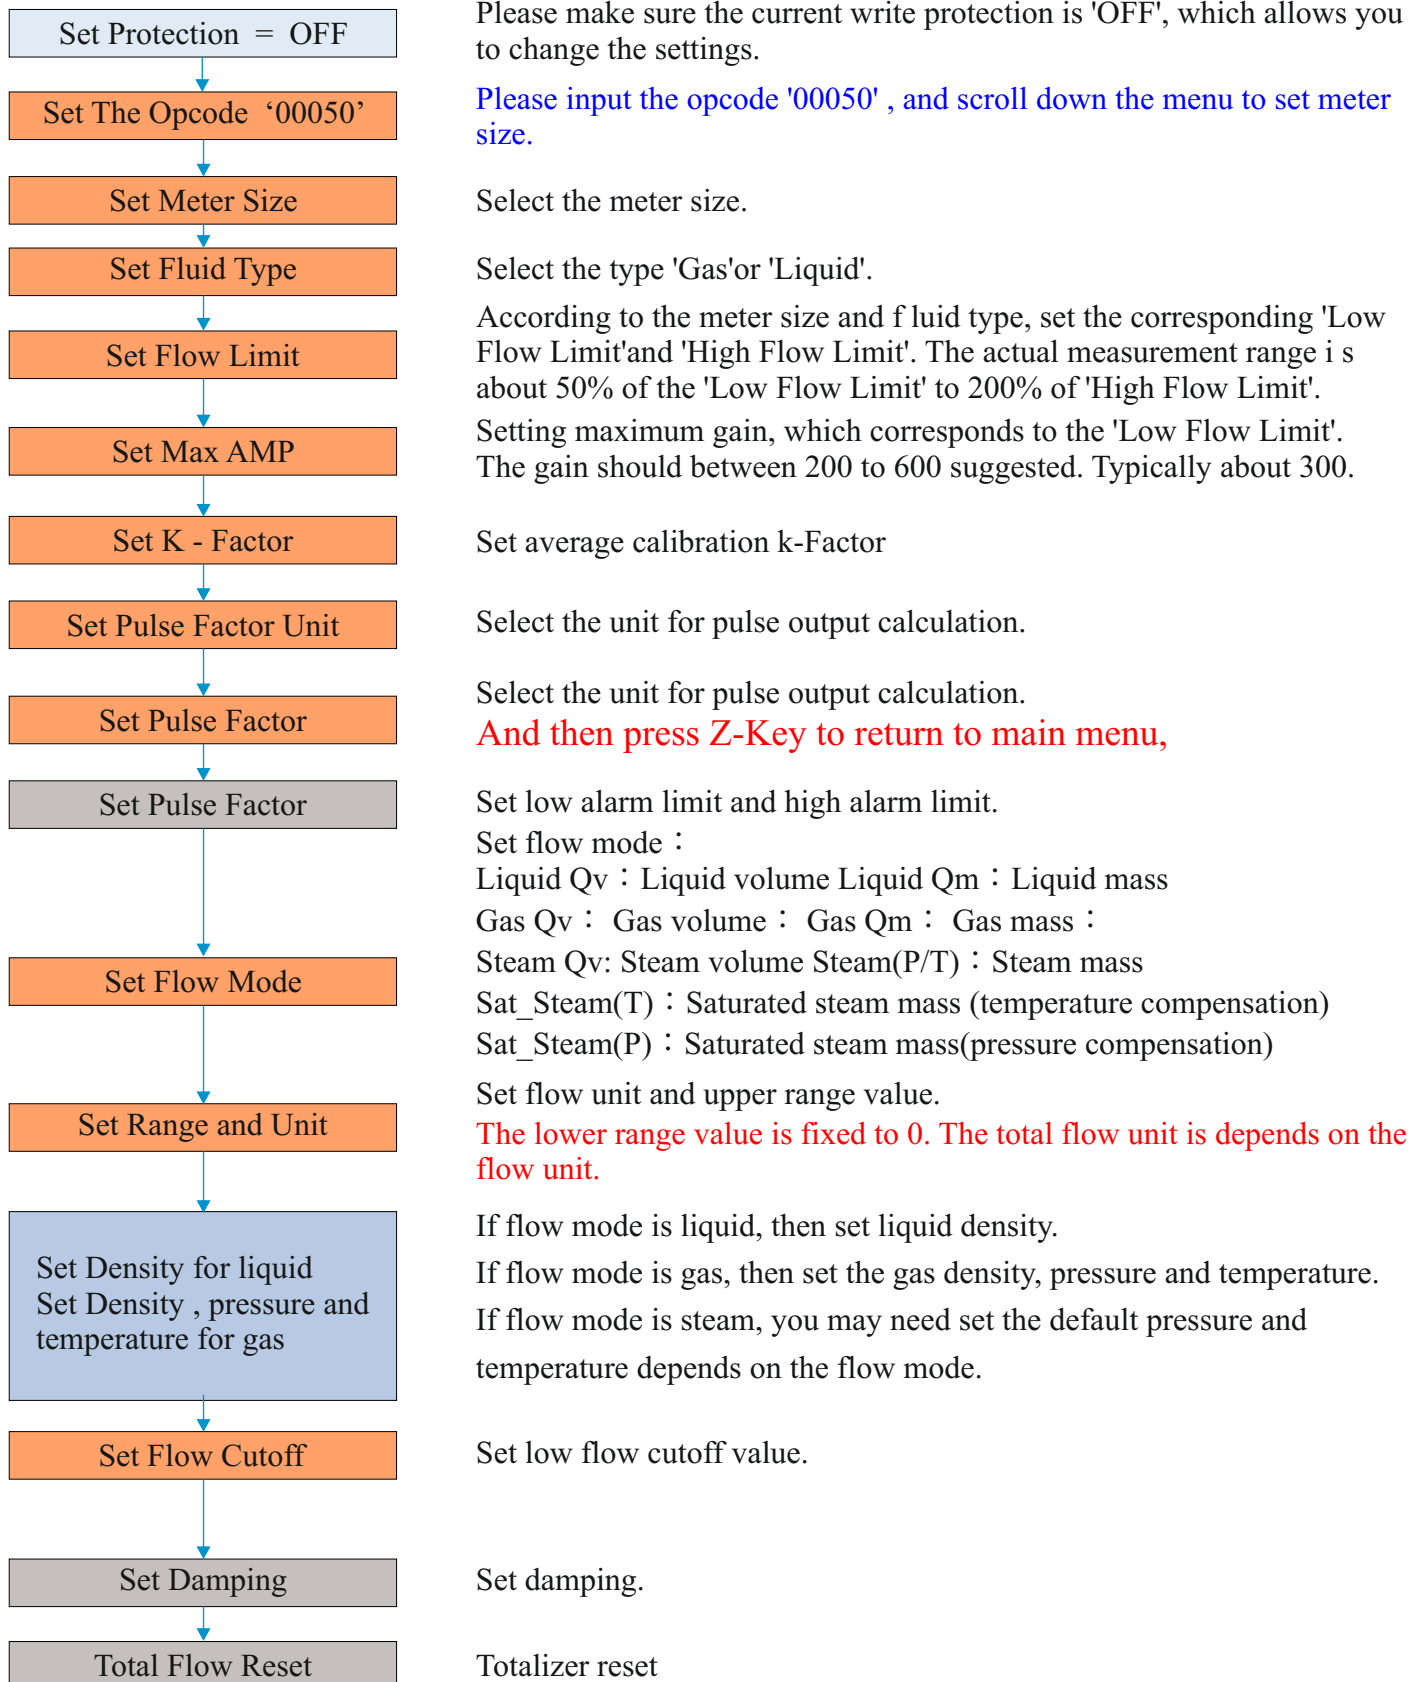 Set Protection = OFF
Please make sure the current write protection is 'OFF', which allows you
to change the settings.
Set The Opcode ‘00050’
Please input the opcode '00050' , and scroll down the menu to set meter
size.
Set Meter Size
Select the meter size.
Set Fluid Type
Select the type 'Gas'or 'Liquid'.
Set Flow Limit
According to the meter size and f luid type, set the corresponding 'Low
Flow Limit'and 'High Flow Limit'. The actual measurement range i s
about 50% of the 'Low Flow Limit' to 200% of 'High Flow Limit'.
Set Max AMP
Setting maximum gain, which corresponds to the 'Low Flow Limit'.
The gain should between 200 to 600 suggested. Typically about 300.
Set K - Factor
Set average calibration k-Factor
Set Pulse Factor Unit
Select the unit for pulse output calculation.
Set Pulse Factor
Select the unit for pulse output calculation.
And then press Z-Key to return to main menu,
Set Pulse Factor
Set low alarm limit and high alarm limit.
Set Flow Mode
Set flow mode：
Liquid Qv：Liquid volume Liquid Qm：Liquid mass
Gas Qv： Gas volume： Gas Qm： Gas mass：
Steam Qv: Steam volume Steam(P/T)：Steam mass
Sat_Steam(T)：Saturated steam mass (temperature compensation)
Sat_Steam(P)：Saturated steam mass(pressure compensation)
Set Range and Unit
Set flow unit and upper range value.
The lower range value is fixed to 0. The total flow unit is depends on the
flow unit.
Set Density for liquid
Set Density , pressure and
temperature for gas
If flow mode is liquid, then set liquid density.
If flow mode is gas, then set the gas density, pressure and temperature.
If flow mode is steam, you may need set the default pressure and
temperature depends on the flow mode.
Set Flow Cutoff
Set low flow cutoff value.
Set Damping
Set damping.
Total Flow Reset
Totalizer reset